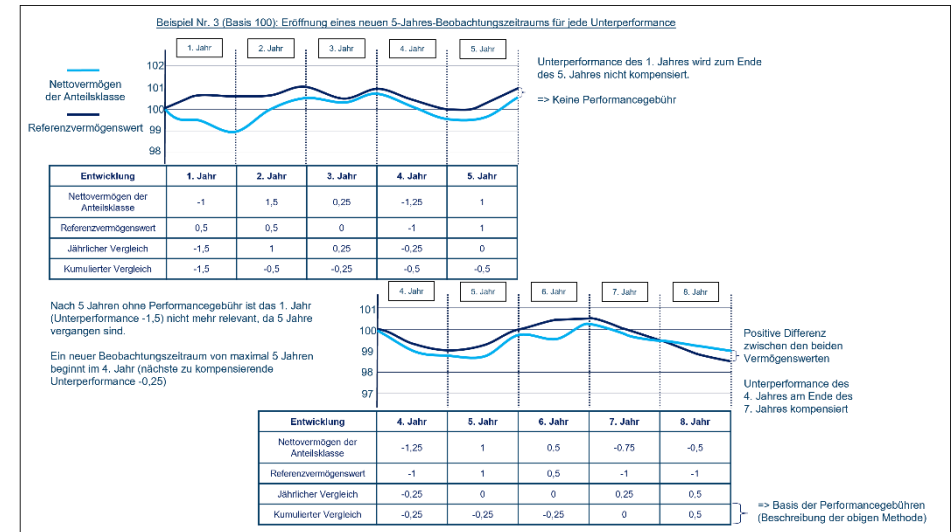 Beispiel Nr. 3 (Basis 100): Eröffnung eines neuen 5-Jahres-Beobachtungszeitraums für jede Unterperformance
1. Jahr 2. Jahr 3. Jahr 4. Jahr 5. Jahr
102
101
100
99
98
Nettovermögen
der Anteilsklasse
Referenzvermögenswert
Unterperformance des 1. Jahres wird zum Ende
des 5. Jahres nicht kompensiert.
=> Keine Performancegebühr
Entwicklung 1. Jahr 2. Jahr 3. Jahr 4. Jahr 5. Jahr
Nettovermögen der
Anteilsklasse -1 1,5 0,25 -1,25 1
Referenzvermögenswert 0,5 0,5 0 -1 1
Jährlicher Vergleich -1,5 1 0,25 -0,25 0
Kumulierter Vergleich -1,5 -0,5 -0,25 -0.5 -0.5
Nach 5 Jahren ohne Performancegebühr ist das 1. Jahr
(Unterperformance -1,5) nicht mehr relevant, da 5 Jahre
vergangen sind.
Ein neuer Beobachtungszeitraum von maximal 5 Jahren
beginnt im 4. Jahr (nächste zu kompensierende
Unterperformance -0,25)
4. Jahr 5. Jahr 6. Jahr 7. Jahr 8. Jahr
101
100
99
98
97
Positive Differenz
zwischen den beiden
Vermögenswerten
Unterperformance des
4. Jahres am Ende des
7. Jahres kompensiert
Entwicklung 4. Jahr 5. Jahr 6. Jahr 7. Jahr 8. Jahr
Nettovermögen der
Anteilsklasse -1,25 1 0.5 -0.75 -0,5
Referenzvermögenswert -1 1 0,5 -1 -1
Jährlicher Vergleich -0,25 0 0 0,25 0,5
Kumulierter Vergleich -0,25 -0,25 -0,25 0 0,5
=> Basis der Performancegebühren
(Beschreibung der obigen Methode)